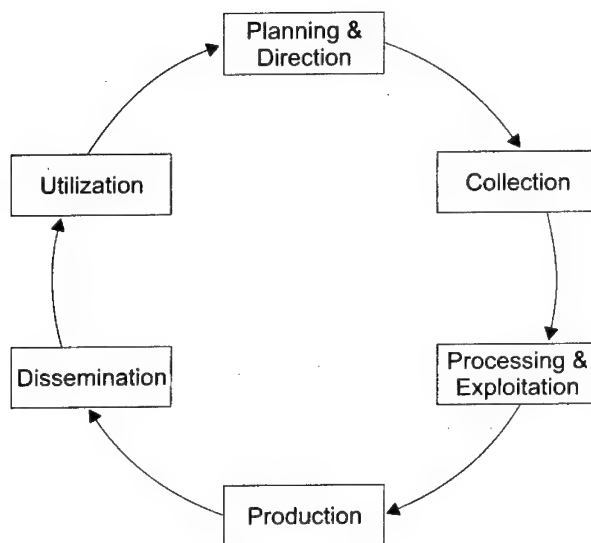 Planning &
Direction
Collection
Processing &
Exploitation
Production
Dissemination
Utilization